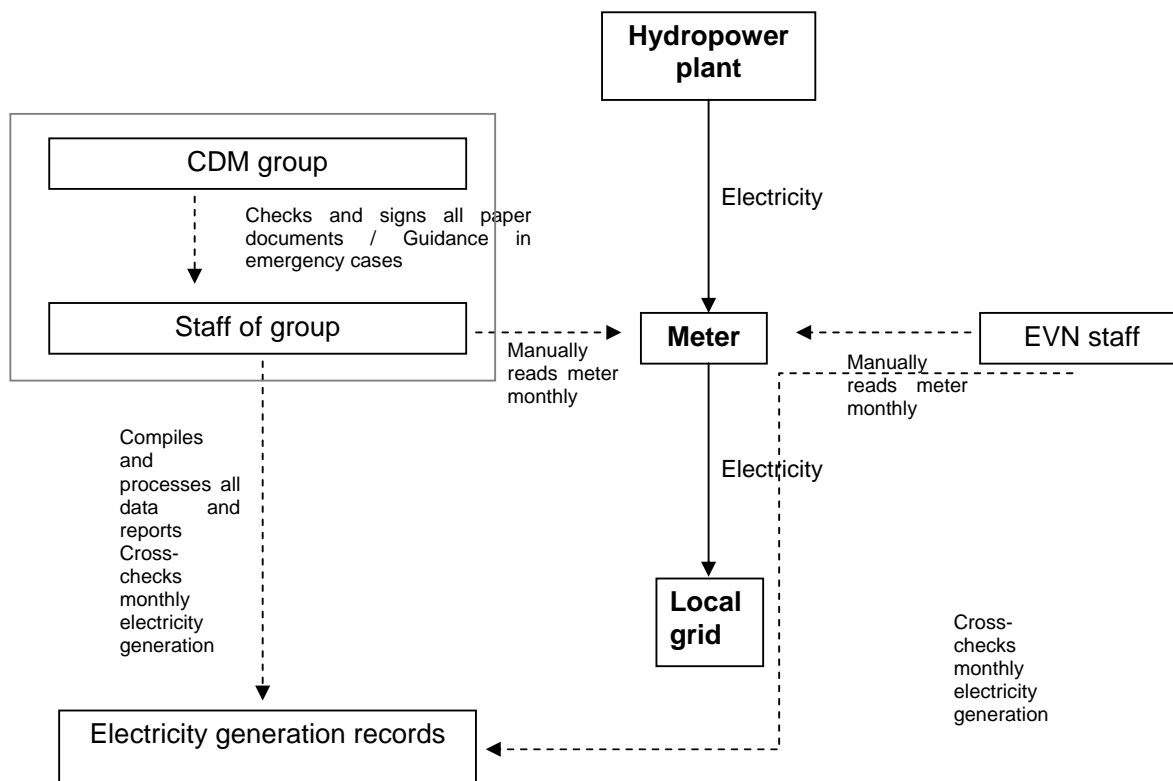 Hydropower
plant
CDM group
Checks and signs all paper
documents / Guidance in
emergency cases
Electricity
Staff of group
Meter
EVN staff
Manually
reads meter
monthly
Manually
reads meter
monthly
Compiles
and
processes all
data and
reports
Cross-
checks
monthly
electricity
generation
Electricity
Local
grid
Cross-
checks
monthly
electricity
generation
Electricity generation records